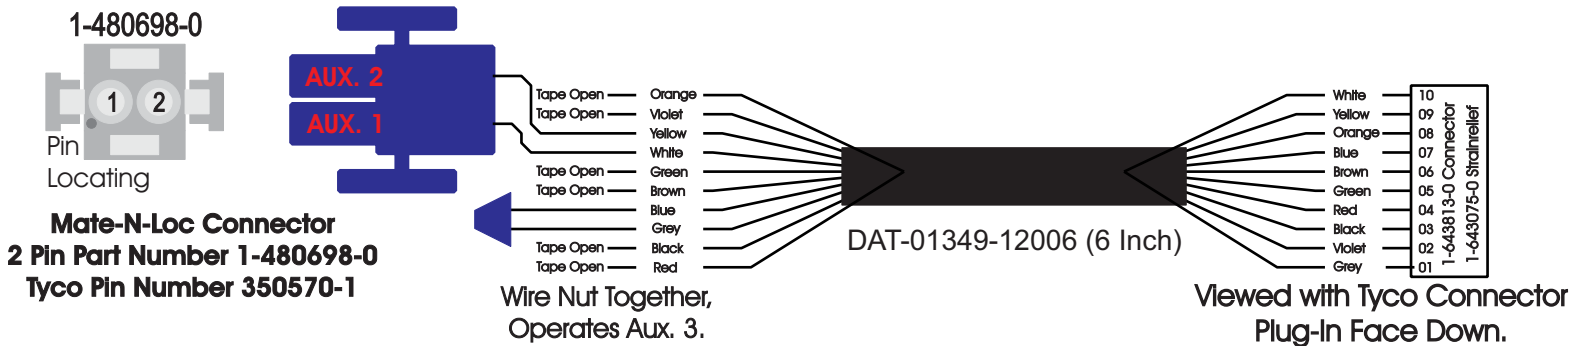 1-480698-0
1 2
Pin
Locating
Mate-N-Loc Connector
2 Pin Part Number 1-480698-0
Tyco Pin Number 350570-1
AUX. 2
AUX. 1
Tape Open Orange
Tape Open Violet
Yellow
White
Tape Open Green
Tape Open Brown
Blue
Grey
Tape Open Black
Tape Open Red
Wire Nut Together,
Operates Aux. 3.
DAT-01349-12006 (6 Inch)
White 10
Yellow 09
Orange 08
Blue 07
Brown 06
Green 05
Red 04
Black 03
Violet 02
Grey 01
1-643813-0 Connector
1-643075-0 Strainrelief
Viewed with Tyco Connector
Plug-In Face Down.